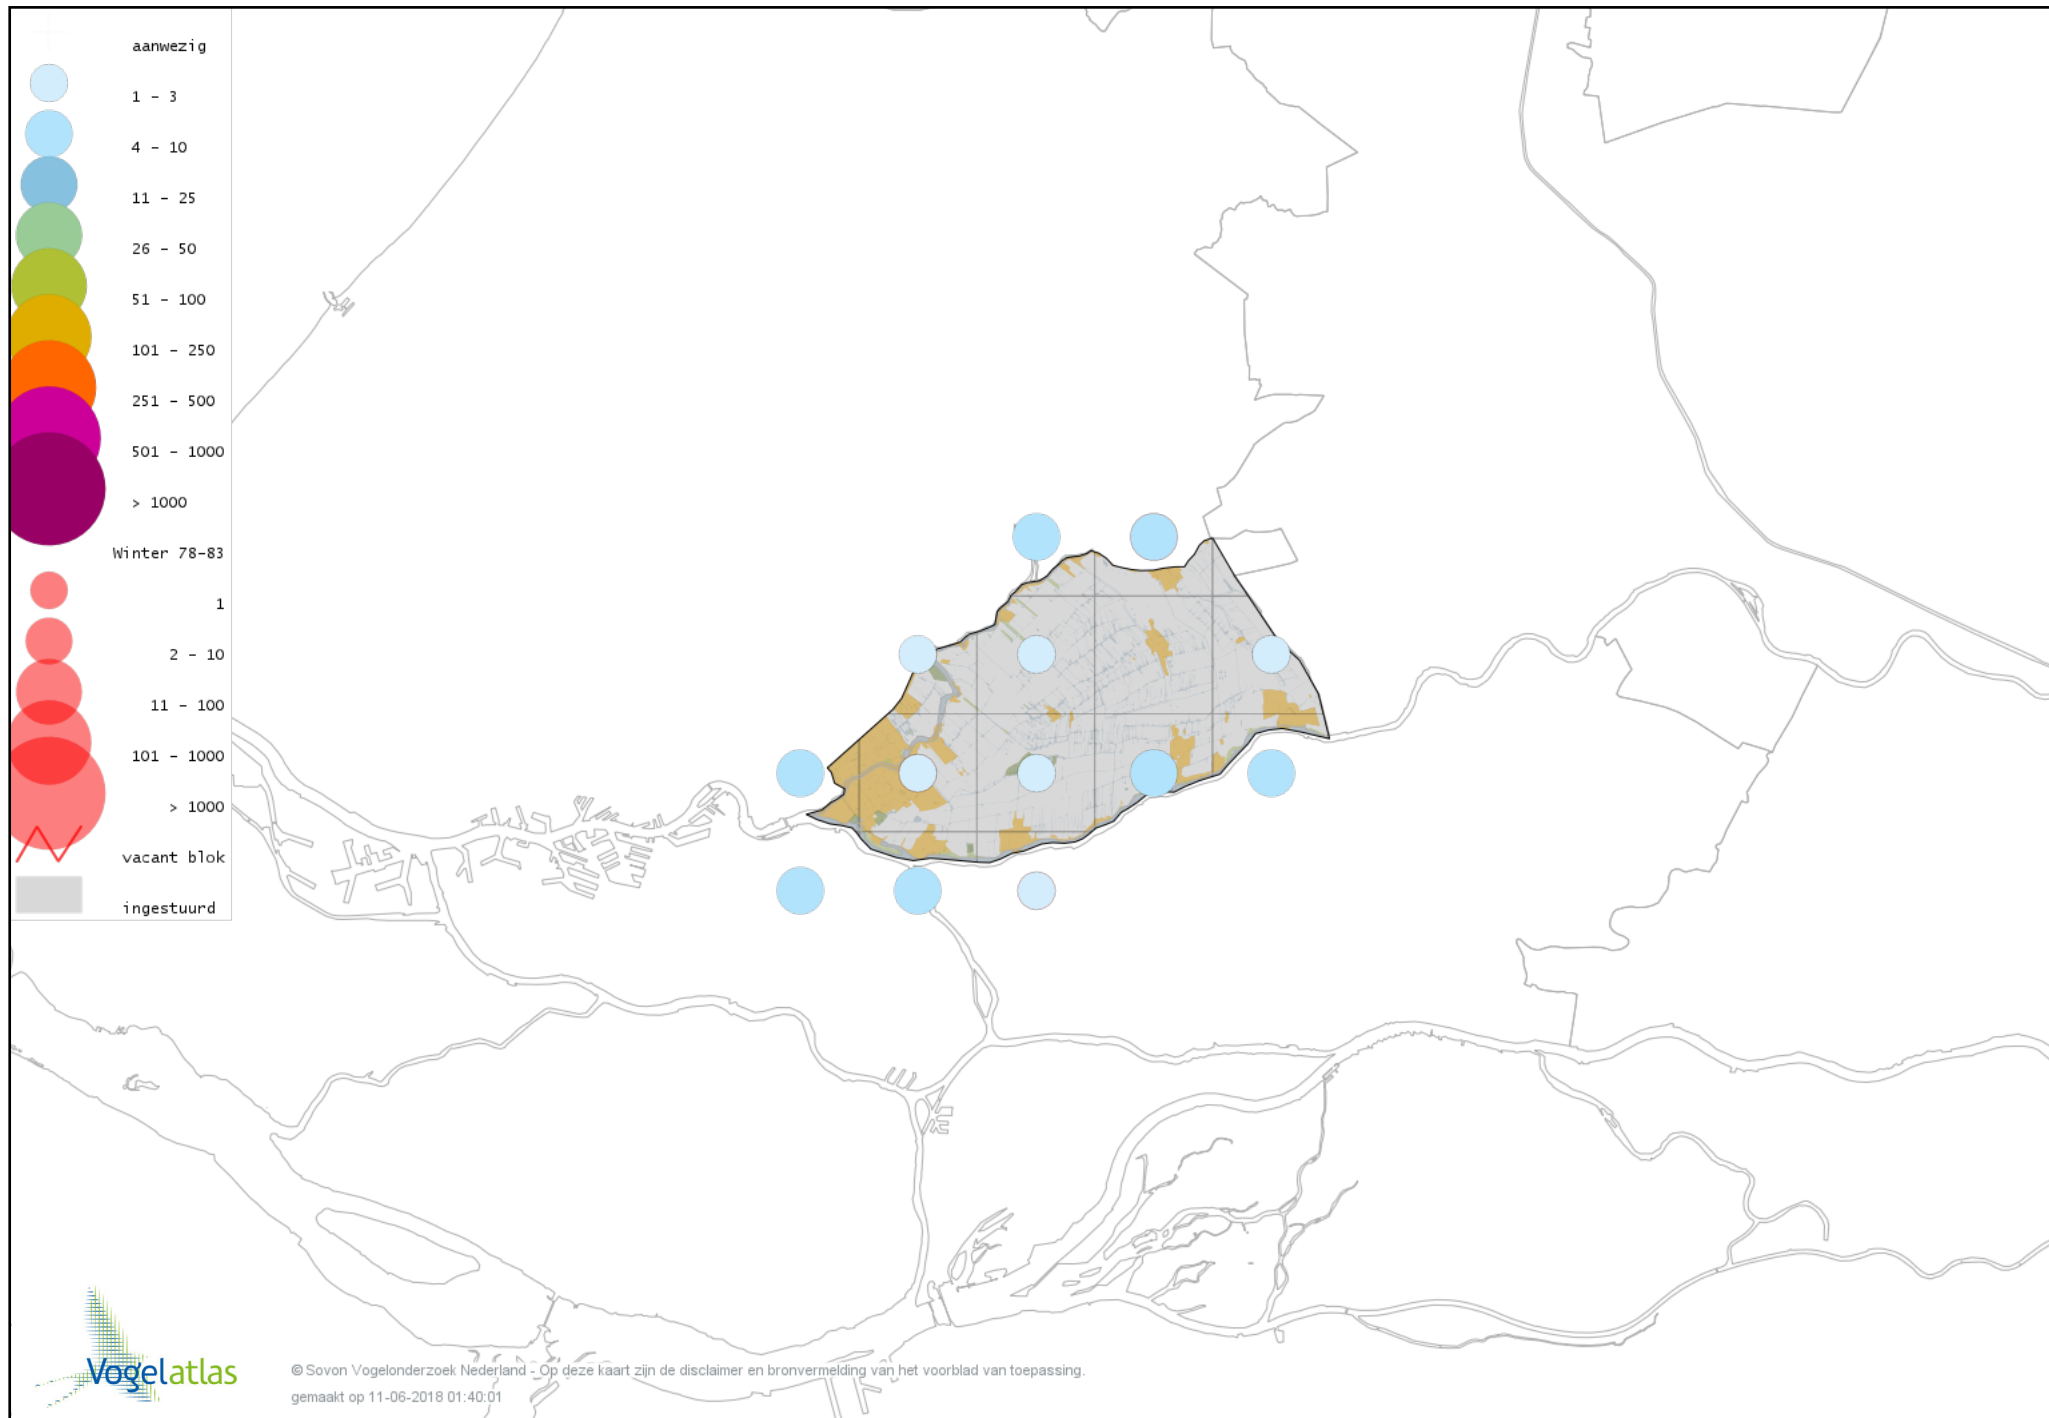 aanwezig
1 - 3
4 - 10
11 - 25
26 - 50
51 - 100
101 - 250
251 - 500
501 - 1000
> 1000
Winter 78-83
1
2 - 10
11 - 100
101 - 1000
> 1000
vacant blok
ingestuurd
Vogelatlas
© Sovon Vogelonderzoek Nederland - Op deze kaart zijn de disclaimer en bronvermelding van het voorblad van toepassing.
gemaakt op 11-06-2018 01:40:01